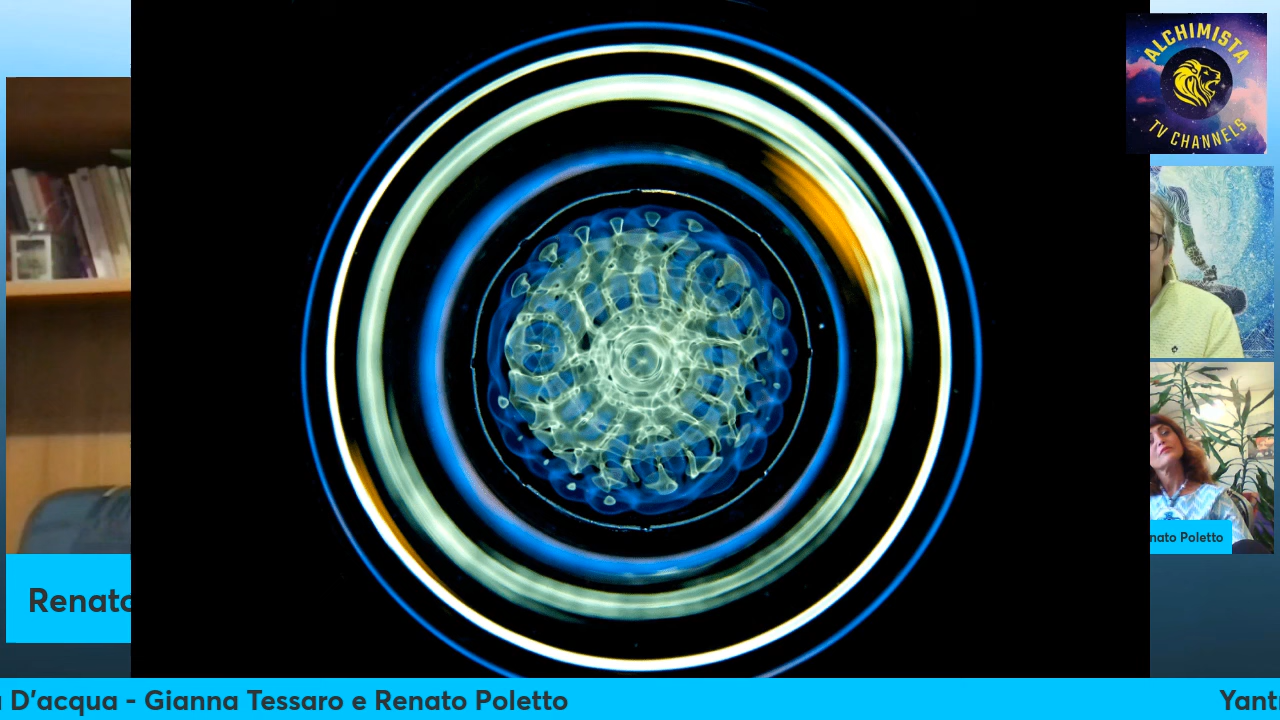 ALCHIMISTA
TV CHANNELS
nato Poletto
Renato
D'acqua - Gianna Tessaro e Renato Poletto
Yant